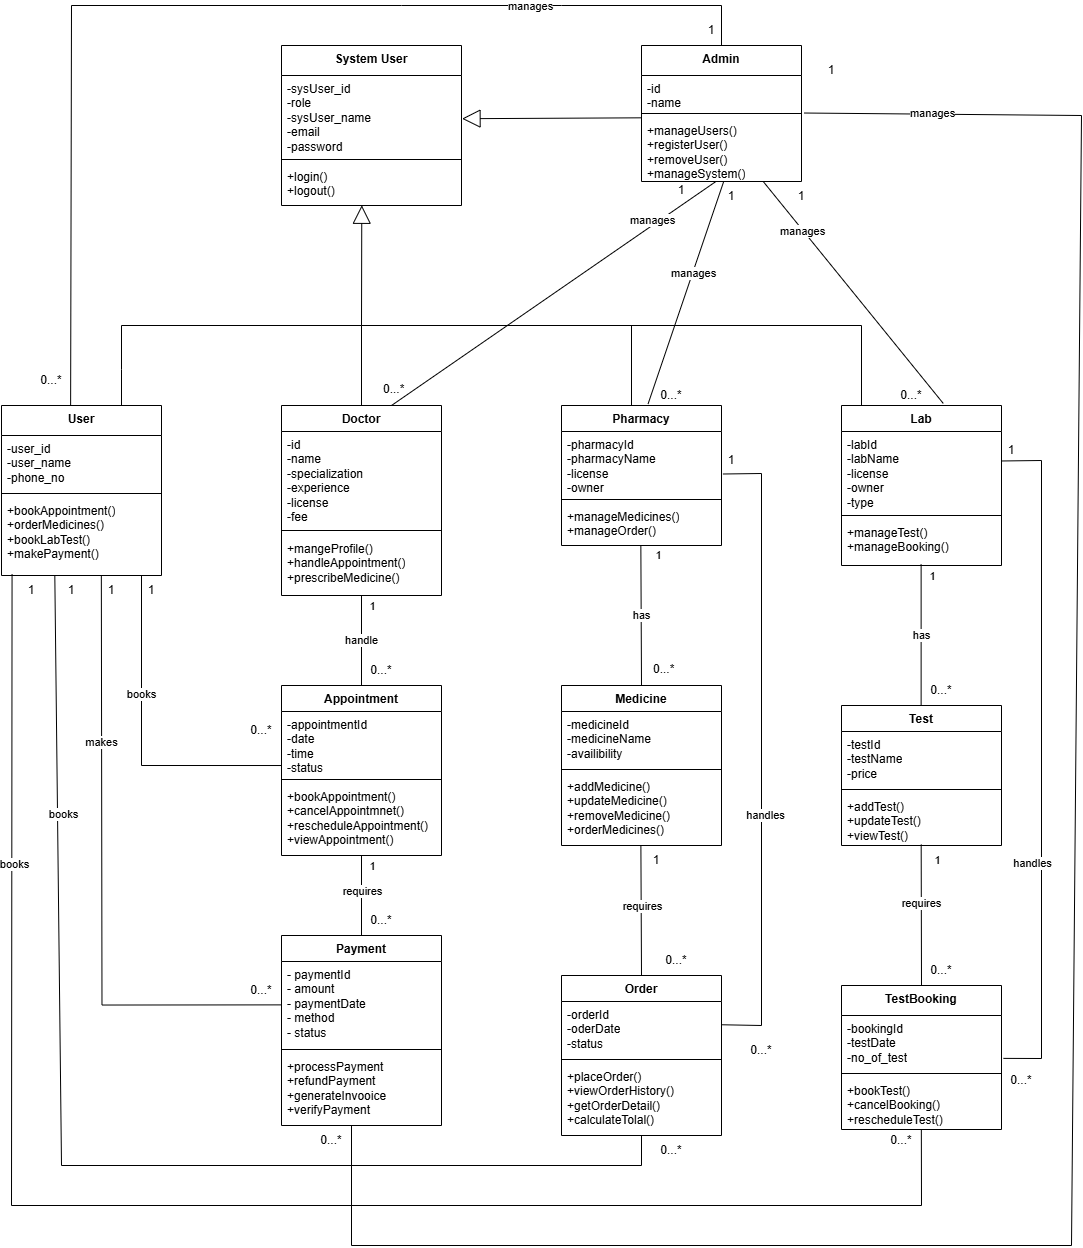 manages
1
System User
-sysUser_id
-role
-sysUser_name
-email
-password
+login()
+logout()
Admin
-id
-name
+manageUsers()
+registerUser()
+removeUser()
+manageSystem()
1
manages
1
1
1
manages
manages
manages
0...*
0...*
0...*
0...*
User
-user_id
-user_name
-phone_no
+bookAppointment()
+orderMedicines()
+bookLabTest()
+makePayment()
Doctor
-id
-name
-specialization
-experience
-license
-fee
+mangeProfile()
+handleAppointment()
+prescribeMedicine()
Pharmacy
-pharmacyId
-pharmacyName
-license
-owner
+manageMedicines()
+manageOrder()
1
Lab
-labId
-labName
-license
-owner
-type
+manageTest()
+manageBooking()
1
1
1
1
1
1
handle
0...*
1
has
0...*
1
has
0...*
books
0...*
makes
books
books
Appointment
-appointmentId
-date
-time
-status
+bookAppointment()
+cancelAppointmnet()
+rescheduleAppointment()
+viewAppointment()
Medicine
-medicineId
-medicineName
-availibility
+addMedicine()
+updateMedicine()
+removeMedicine()
+orderMedicines()
handles
Test
-testId
-testName
-price
+addTest()
+updateTest()
+viewTest()
handles
1
requires
0...*
1
requires
0...*
1
requires
0...*
0...*
Payment
- paymentId
- amount
- paymentDate
- method
- status
+processPayment
+refundPayment
+generateInvooice
+verifyPayment
0...*
Order
-orderId
-oderDate
-status
+placeOrder()
+viewOrderHistory()
+getOrderDetail()
+calculateTolal()
0...*
0...*
TestBooking
-bookingId
-testDate
-no_of_test
+bookTest()
+cancelBooking()
+rescheduleTest()
0...*
0...*